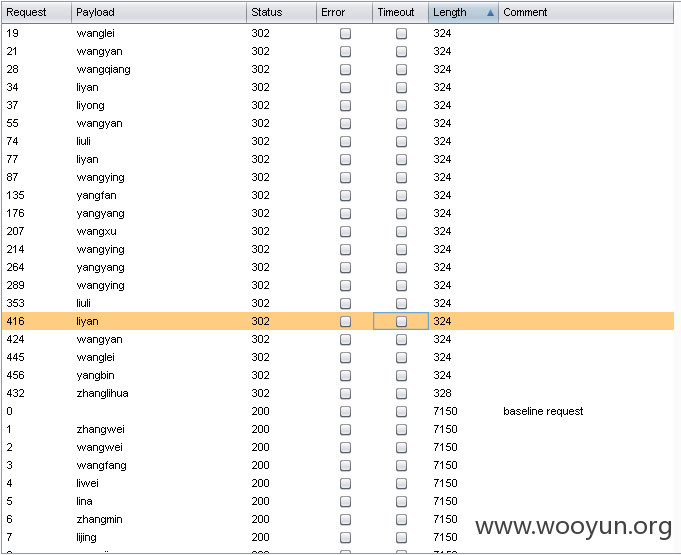 Request Payload Status Error Timeout Length Comment
19 wanglei 302 324
21 wangyan 302 324
28 wangqiang 302 324
34 liyan 302 324
37 liyong 302 324
55 wangyan 302 324
74 liuli 302 324
77 liyan 302 324
87 wangying 302 324
135 yangfan 302 324
176 yangyang 302 324
207 wangxu 302 324
214 wangying 302 324
264 yangyang 302 324
289 wangying 302 324
353 liuli 302 324
416 liyan 302 324
424 wangyan 302 324
445 wanglei 302 324
456 yangbin 302 324
432 zhanglihua 302 328
0 200 7150 baseline request
1 zhangwei 200 7150
2 wangwei 200 7150
3 wangfang 200 7150
4 liwei 200 7150
5 lina 200 7150
6 zhangmin 200 7150
7 lijing 200 7150
www.wooyun.org